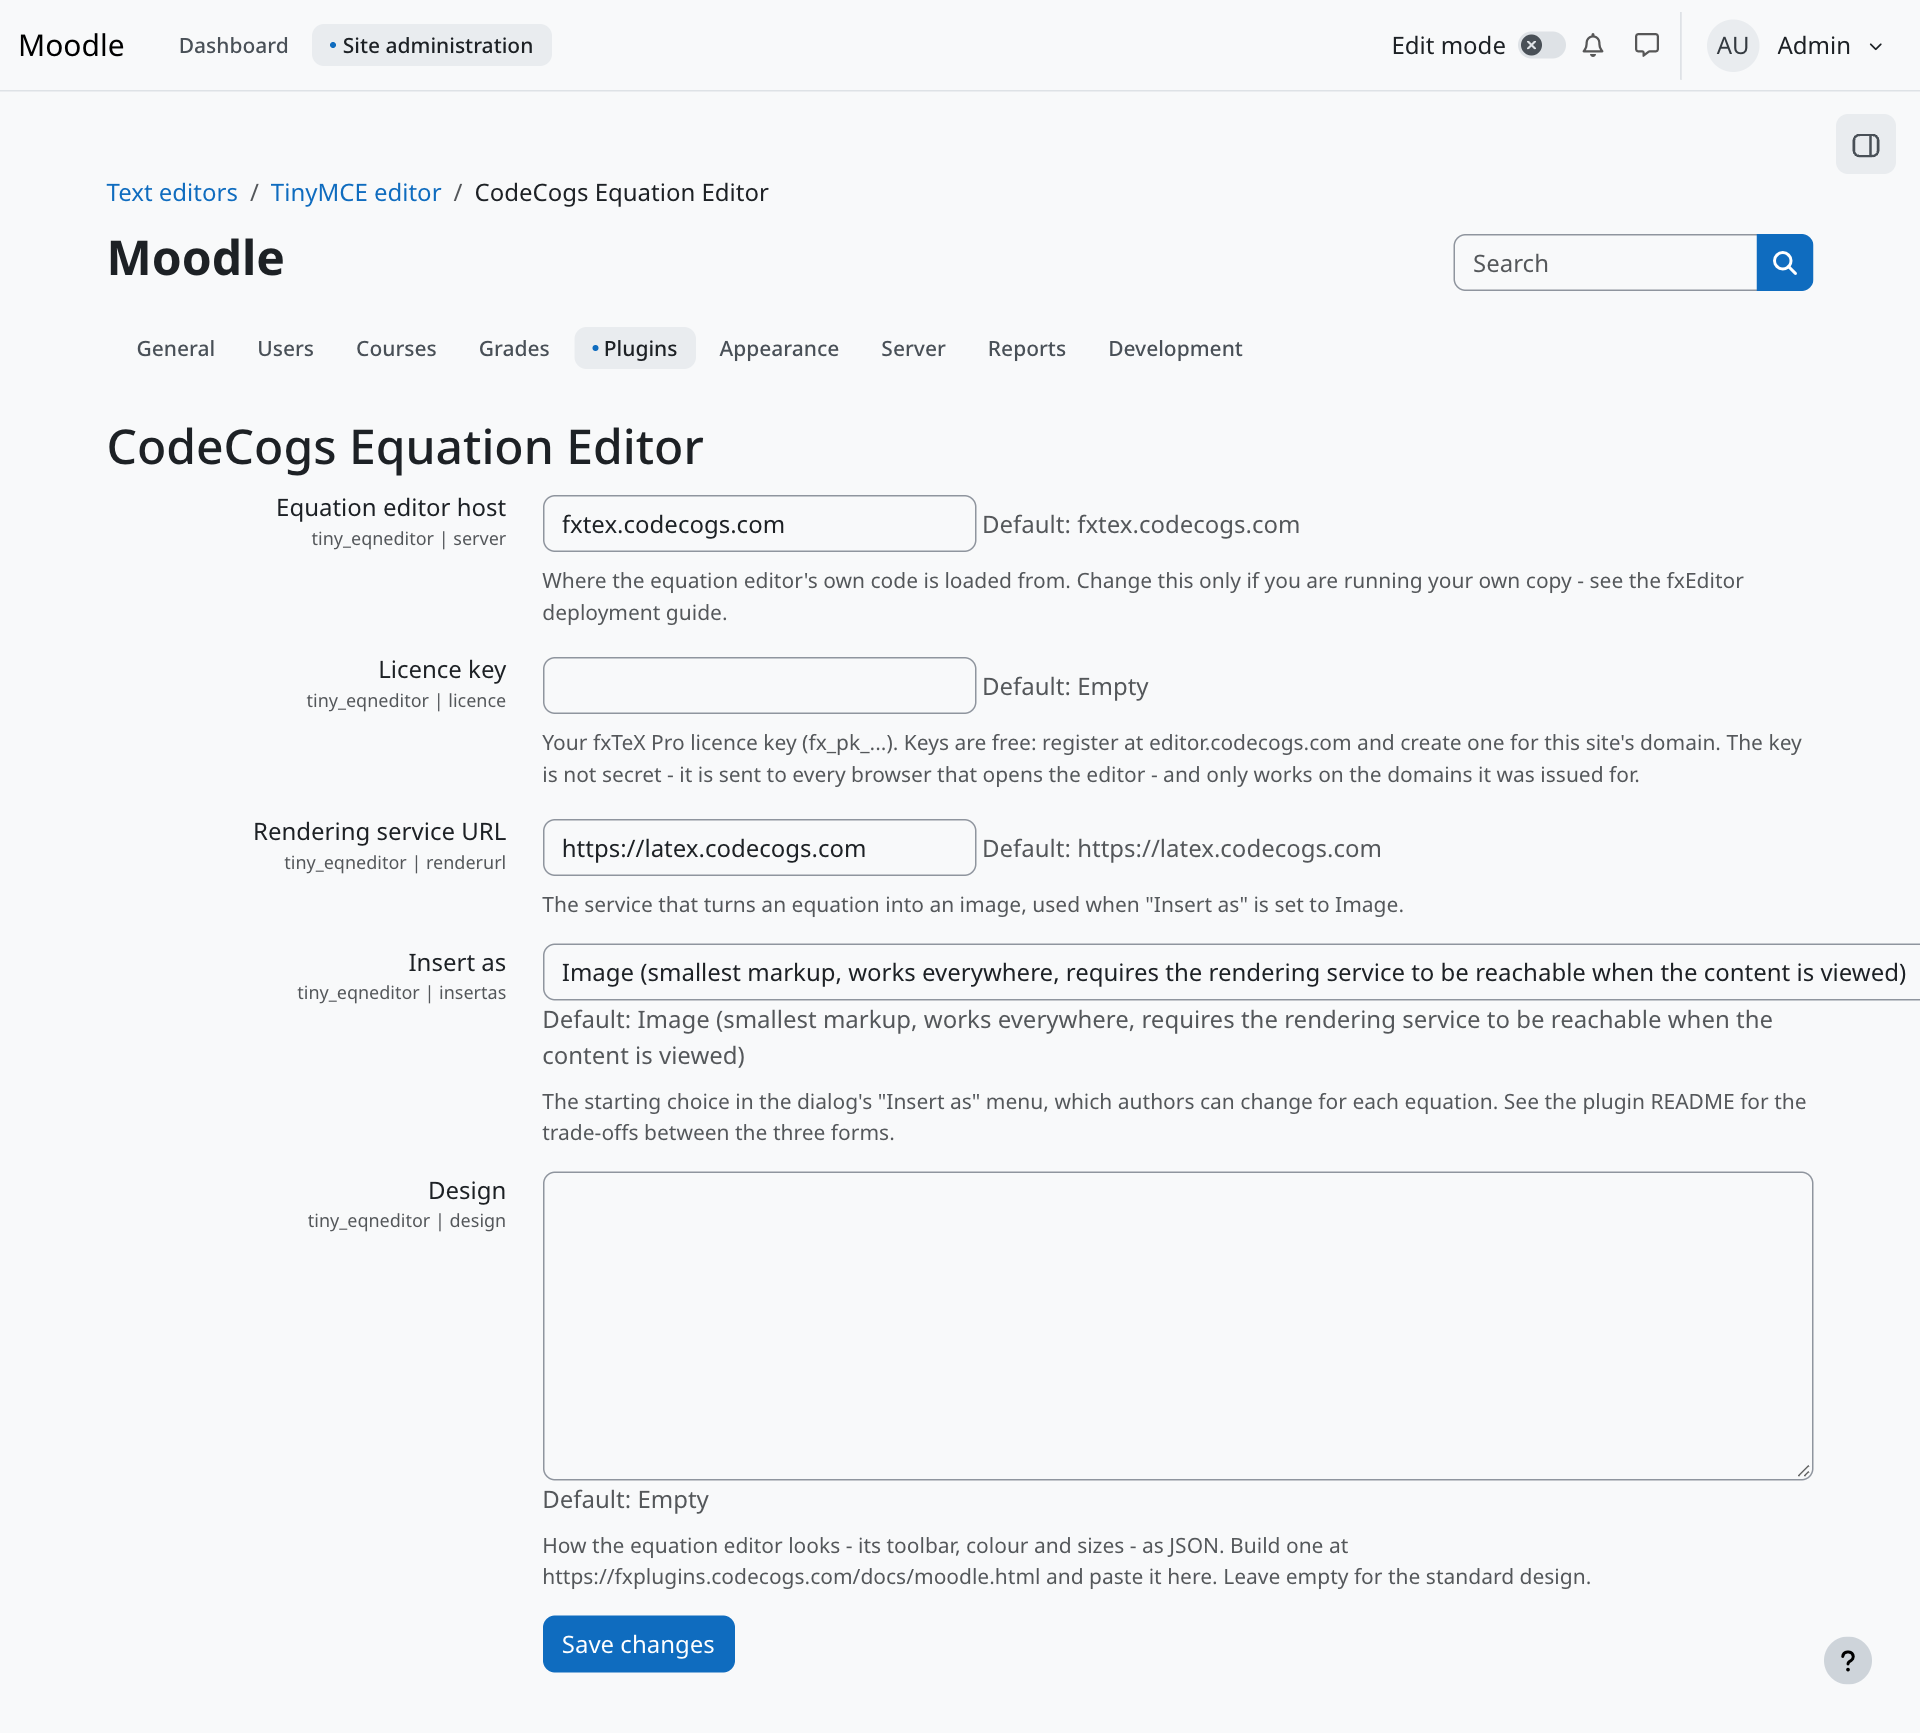 Moodle Dashboard Site administration Edit mode AU Admin
Text editors / TinyMCE editor / CodeCogs Equation Editor
Moodle
Search
General Users Courses Grades Plugins Appearance Server Reports Development
CodeCogs Equation Editor
Equation editor host
tiny_eqneditor | server
fxtex.codecogs.com Default: fxtex.codecogs.com
Where the equation editor's own code is loaded from. Change this only if you are running your own copy - see the fxEditor
deployment guide.
Licence key
tiny_eqneditor | licence
Default: Empty
Your fxTeX Pro licence key (fx_pk_...). Keys are free: register at editor.codecogs.com and create one for this site's domain. The key
is not secret - it is sent to every browser that opens the editor - and only works on the domains it was issued for.
Rendering service URL
tiny_eqneditor | renderurl
https://latex.codecogs.com Default: https://latex.codecogs.com
The service that turns an equation into an image, used when "Insert as" is set to Image.
Insert as
tiny_eqneditor | insertas
Image (smallest markup, works everywhere, requires the rendering service to be reachable when the content is viewed)
Default: Image (smallest markup, works everywhere, requires the rendering service to be reachable when the
content is viewed)
The starting choice in the dialog's "Insert as" menu, which authors can change for each equation. See the plugin README for the
trade-offs between the three forms.
Design
tiny_eqneditor | design
Default: Empty
How the equation editor looks - its toolbar, colour and sizes - as JSON. Build one at
https://fxplugins.codecogs.com/docs/moodle.html and paste it here. Leave empty for the standard design.
Save changes
?